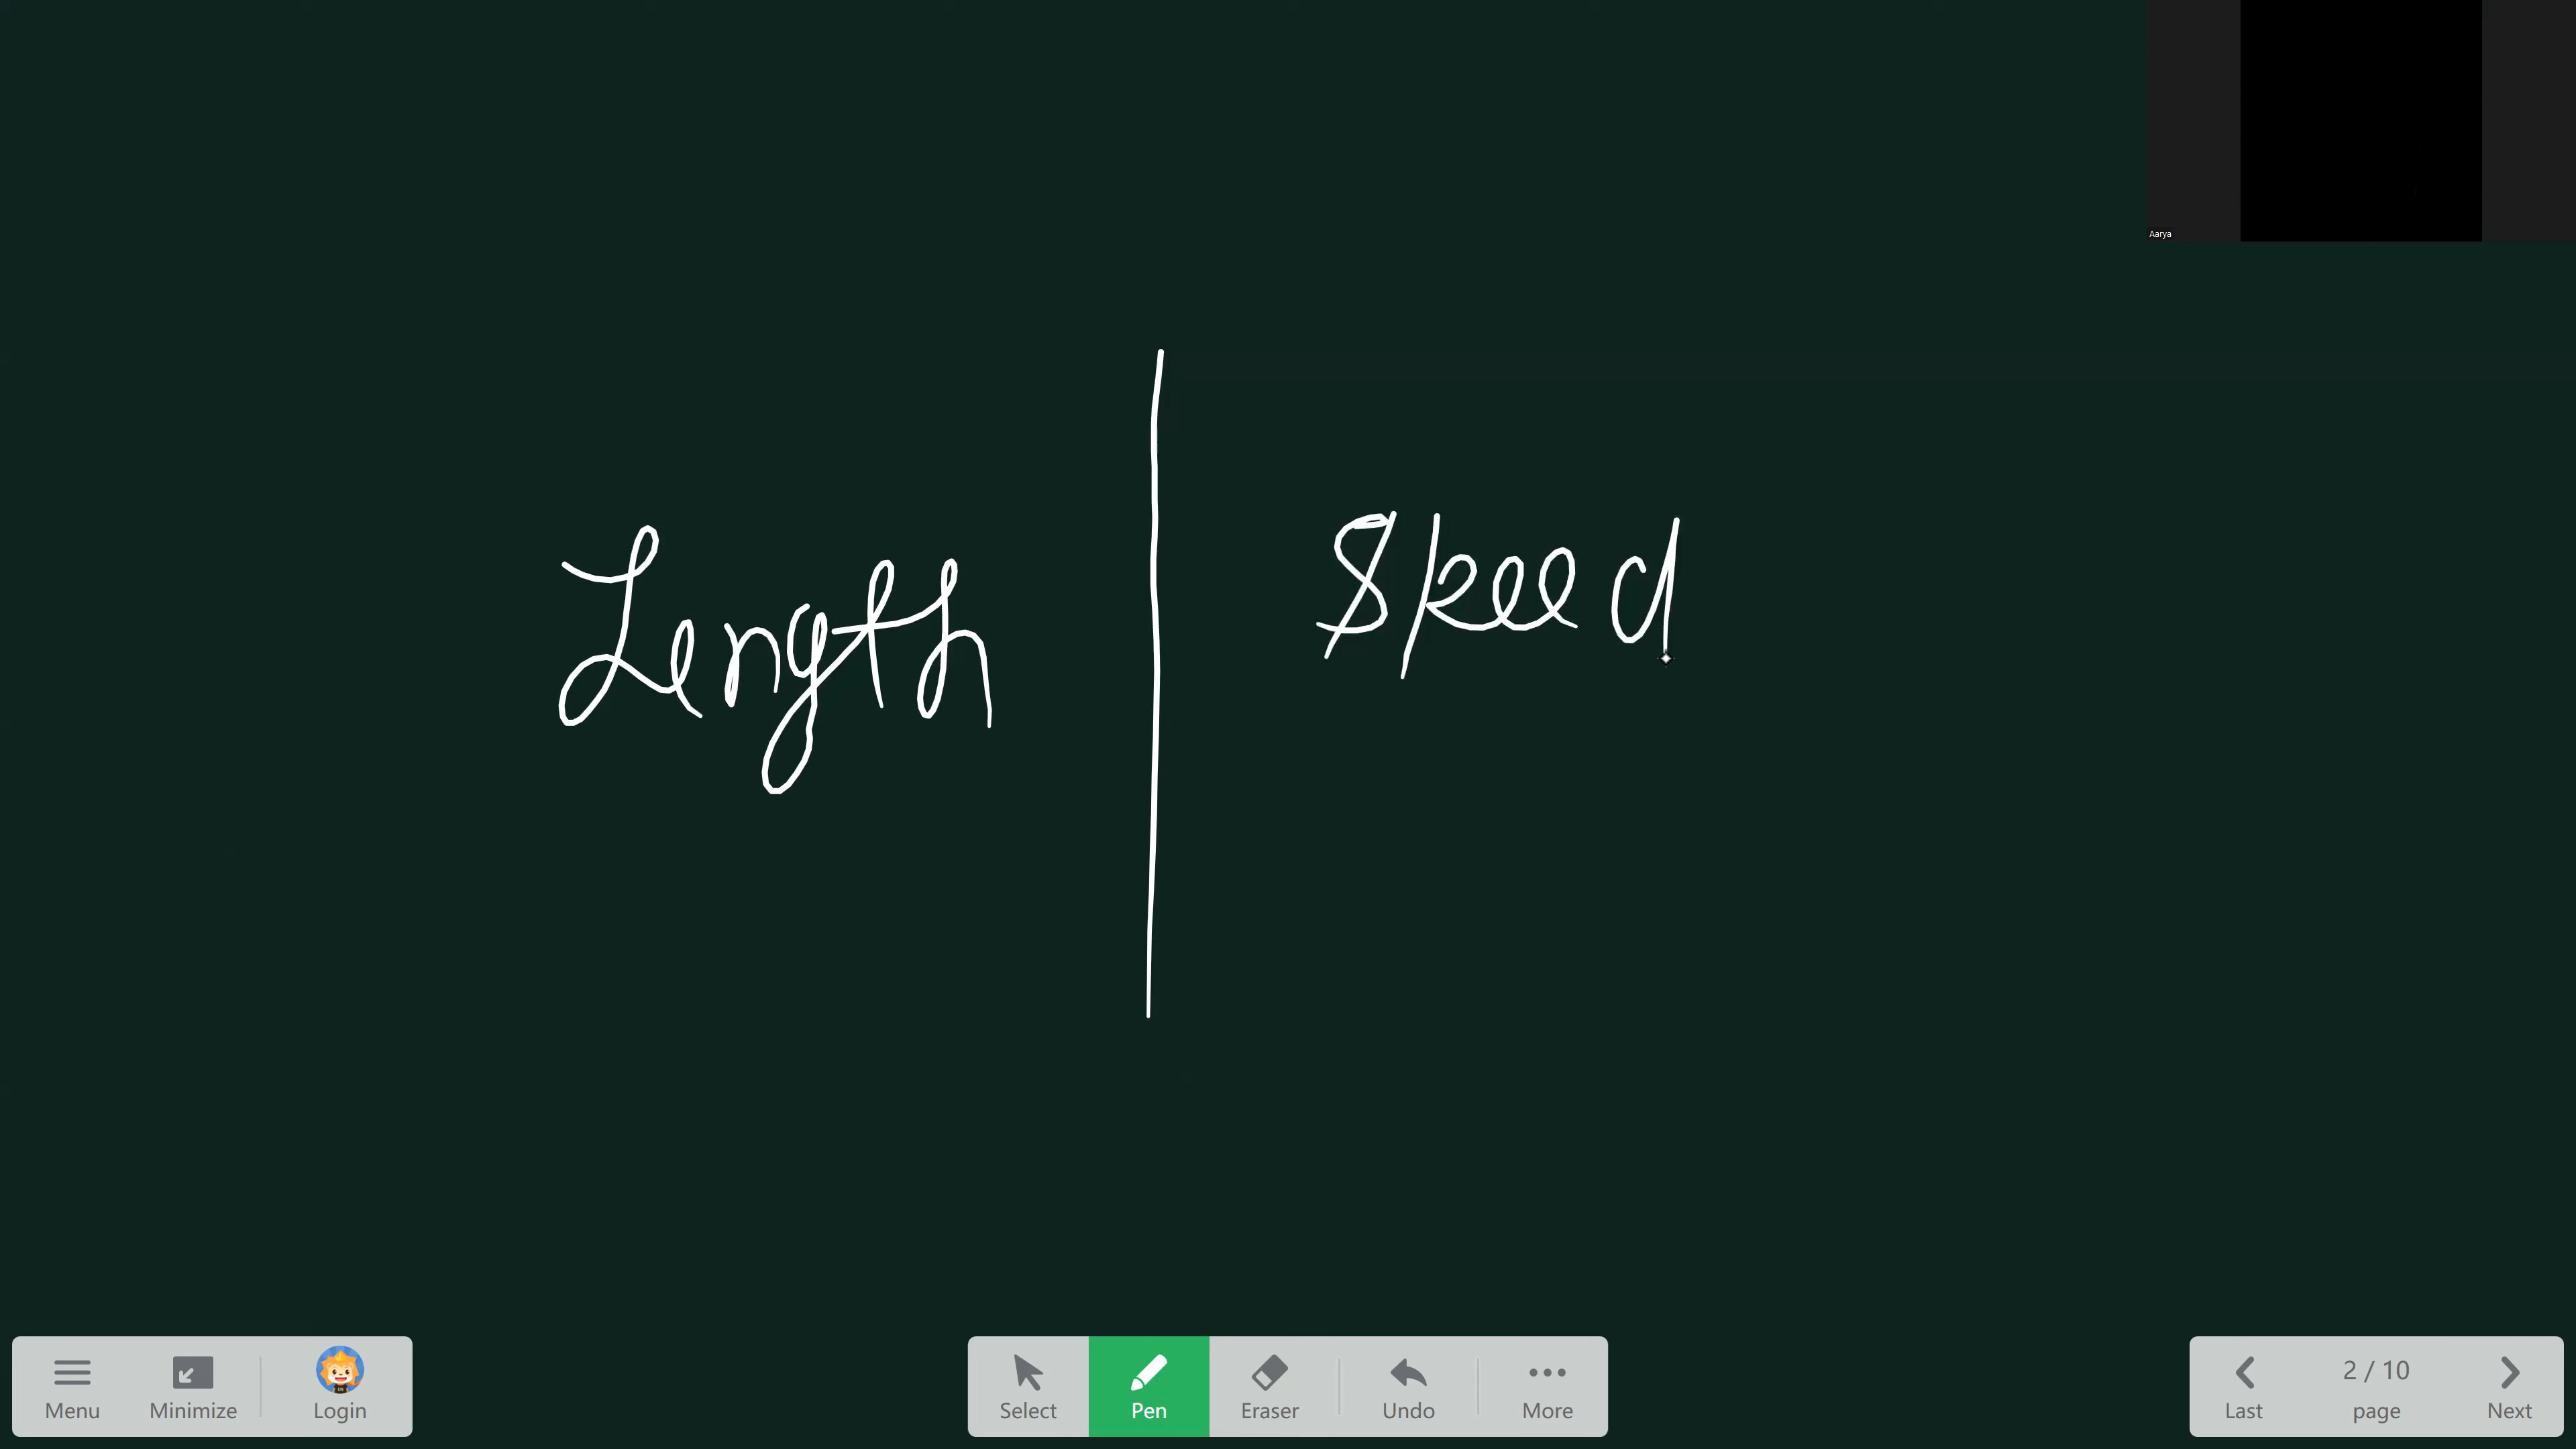 Aarya
Length
Speed
Menu
Minimize
Login
Select
Pen
Eraser
Undo
More
Last
2 / 10
page
Next